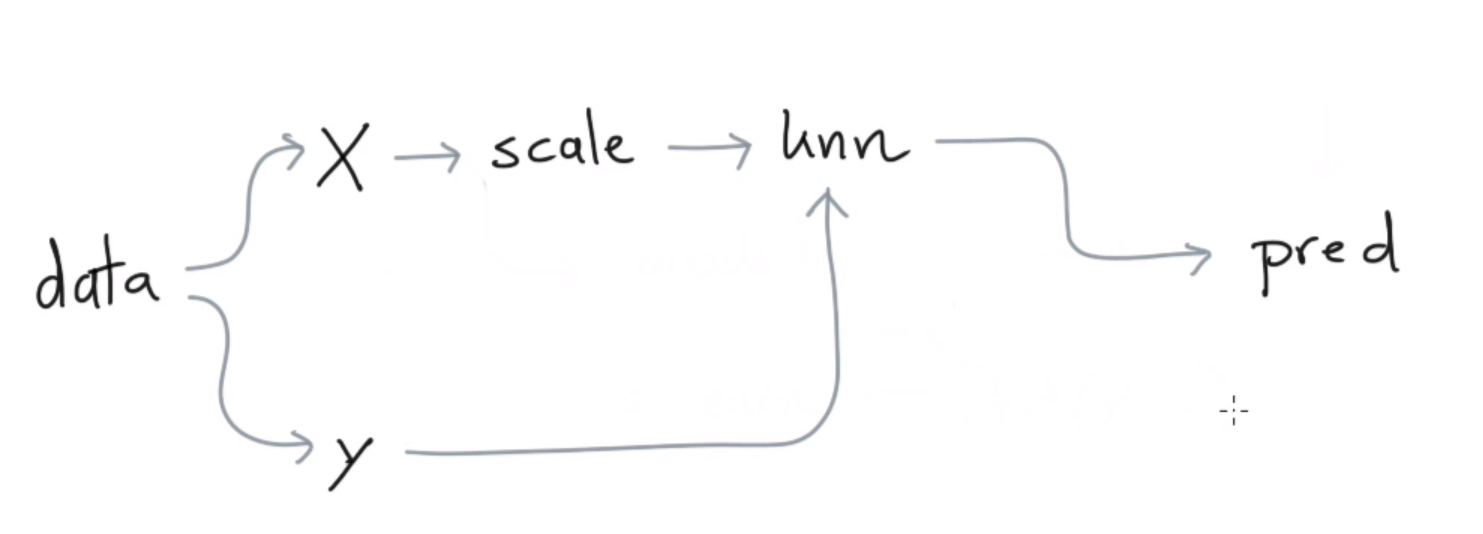 X → scale → knn
data
pred
y